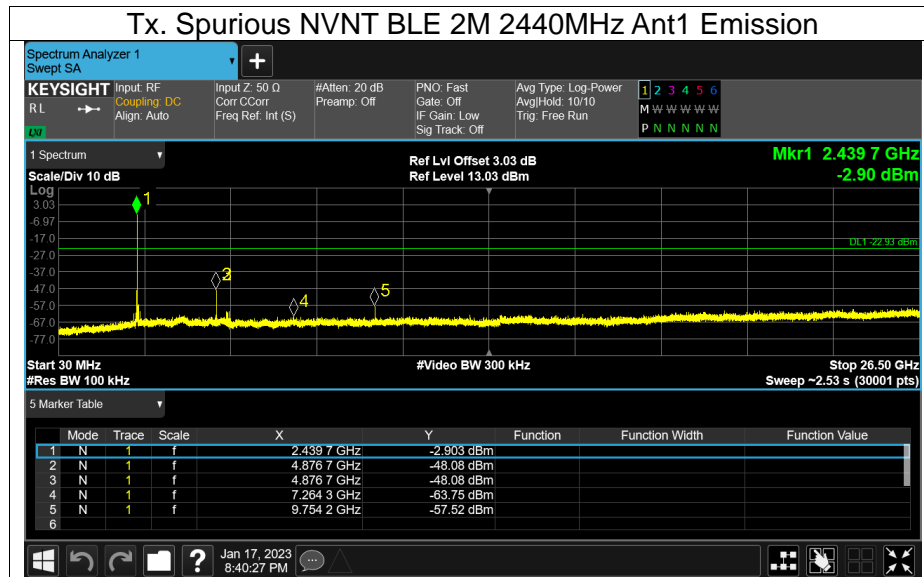 Tx. Spurious NVNT BLE 2M 2440MHz Ant1 Emission
Spectrum Analyzer 1
Swept SA
+
KEYSIGHT Input: RF Input Z: 50 Ω #Atten: 20 dB PNO: Fast Avg Type: Log-Power 1 2 3 4 5 6
RL Coupling: DC Corr CCorr Preamp: Off Gate: Off Avg|Hold: 10/10 M W W W W W
Align: Auto Freq Ref: Int (S) IF Gain: Low Trig: Free Run
LXI Sig Track: Off P N N N N N
1 Spectrum Ref Lvl Offset 3.03 dB Mkr1 2.439 7 GHz
Scale/Div 10 dB Ref Level 13.03 dBm -2.90 dBm
Log
3.03 1
-6.97
-17.0 DL1 -22.93 dBm
-27.0
-37.0 2
-47.0 5
-57.0 4
-67.0
-77.0
Start 30 MHz #Video BW 300 kHz Stop 26.50 GHz
#Res BW 100 kHz Sweep ~2.53 s (30001 pts)
5 Marker Table
Mode Trace Scale X Y Function Function Width Function Value
1 N 1 f 2.439 7 GHz -2.903 dBm
2 N 1 f 4.876 7 GHz -48.08 dBm
3 N 1 f 4.876 7 GHz -48.08 dBm
4 N 1 f 7.264 3 GHz -63.75 dBm
5 N 1 f 9.754 2 GHz -57.52 dBm
6
? Jan 17, 2023
8:40:27 PM